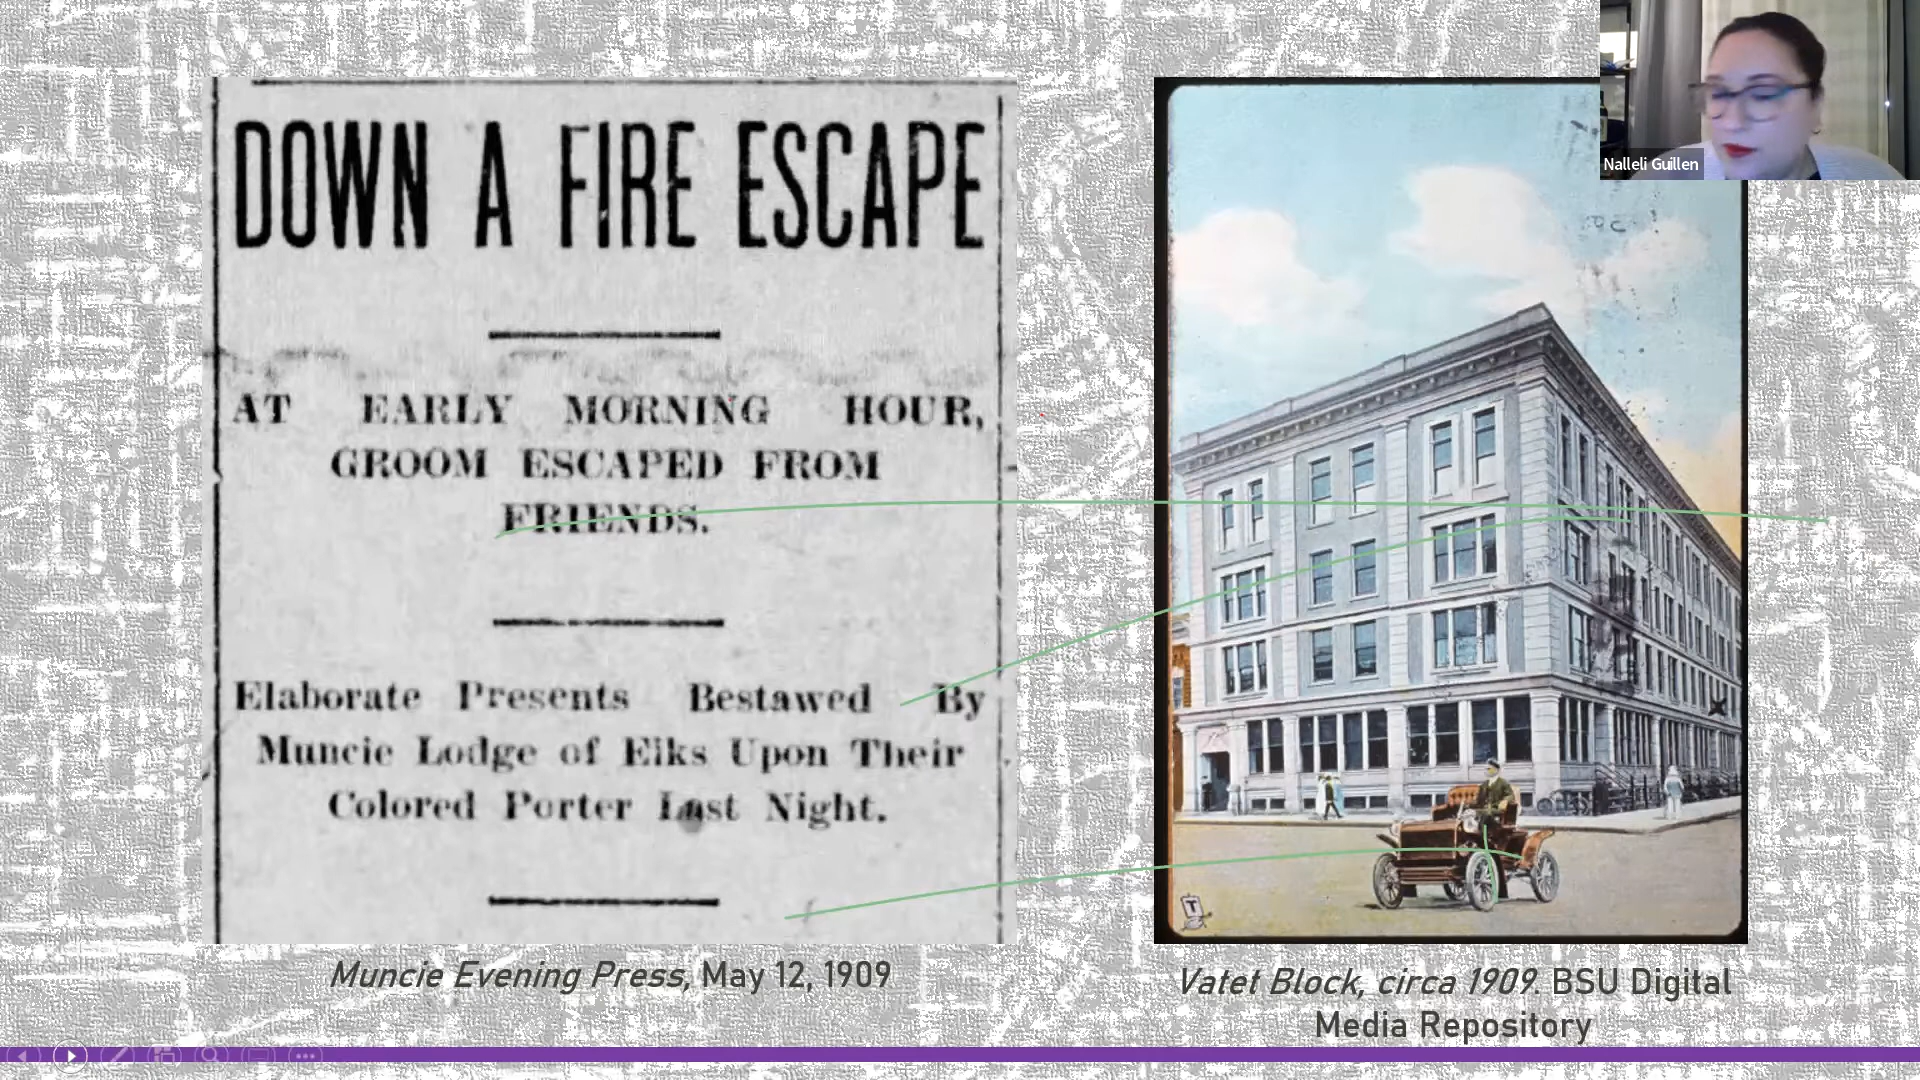 DOWN A FIRE ESCAPE
AT EARLY MORNING HOUR,
GROOM ESCAPED FROM
FRIENDS.
Elaborate Presents Bestawed By
Muncie Lodge of Elks Upon Their
Colored Porter Last Night.
Muncie Evening Press, May 12, 1909
Nalleli Guillen
T
Vatet Block, circa 1909. BSU Digital
Media Repository